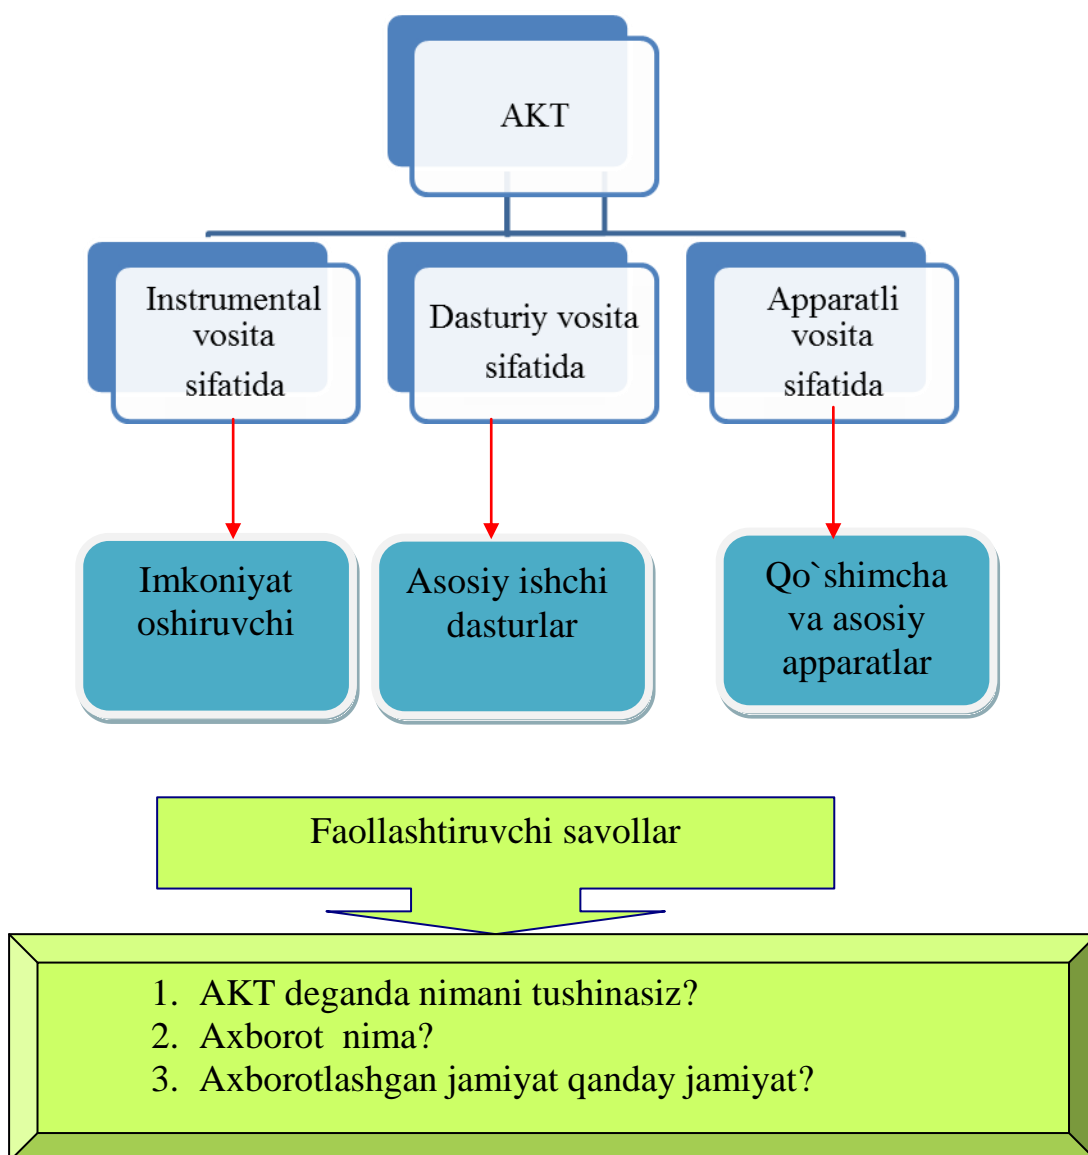 AKT
Instrumental
vosita
sifatida
Dasturiy vosita
sifatida
Apparatli
vosita
sifatida
Imkoniyat
oshiruvchi
Asosiy ishchi
dasturlar
Qo`shimcha
va asosiy
apparatlar
Faollashtiruvchi savollar
1. AKT deganda nimani tushinasiz?
2. Axborot  nima?
3. Axborotlashgan jamiyat qanday jamiyat?